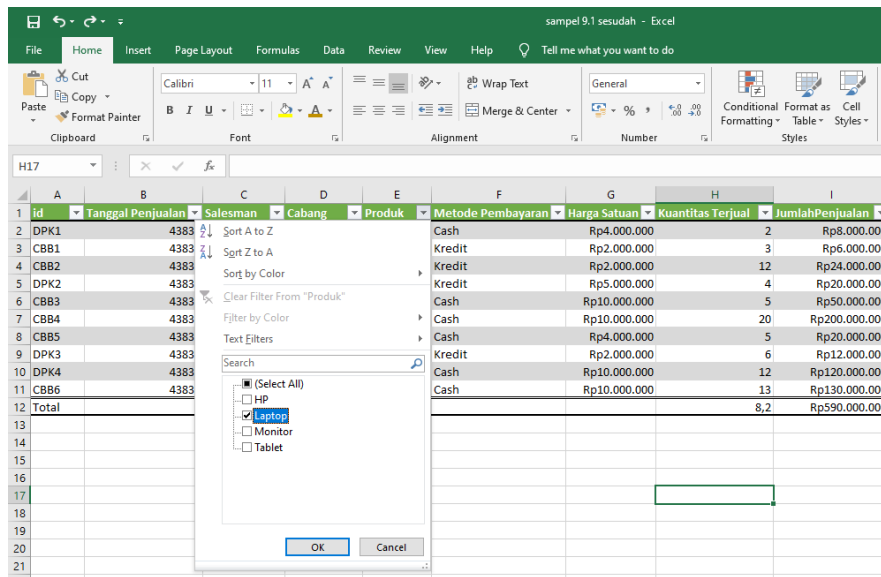 sampel 9.1 sesudah - Excel
File Home Insert Page Layout Formulas Data Review View Help Tell me what you want to do
Paste
Cut
Copy
Format Painter
Calibri 11
B I U
Wrap Text
Merge & Center
General
% ,
Conditional Formatting
Format as Table
Cell Styles
Clipboard Font Alignment Number Styles
H17 fx
A B C D E F G H I
1 id Tanggal Penjualan Salesman Cabang Produk Metode Pembayaran Harga Satuan Kuantitas Terjual JumlahPenjualan
2 DPK1 4383 Cash Rp4.000.000 2 Rp8.000.00
3 CBB1 4383 Kredit Rp2.000.000 3 Rp6.000.00
4 CBB2 4383 Kredit Rp2.000.000 12 Rp24.000.00
5 DPK2 4383 Kredit Rp5.000.000 4 Rp20.000.00
6 CBB3 4383 Cash Rp10.000.000 5 Rp50.000.00
7 CBB4 4383 Cash Rp10.000.000 20 Rp200.000.00
8 CBB5 4383 Cash Rp4.000.000 5 Rp20.000.00
9 DPK3 4383 Kredit Rp2.000.000 6 Rp12.000.00
10 DPK4 4383 Cash Rp10.000.000 12 Rp120.000.00
11 CBB6 4383 Cash Rp10.000.000 13 Rp130.000.00
12 Total 8,2 Rp590.000.00
13
14
15
16
17
18
19
20
21
Sort A to Z
Sort Z to A
Sort by Color
Clear Filter From "Produk"
Filter by Color
Text Filters
Search
(Select All)
HP
Laptop
Monitor
Tablet
OK Cancel